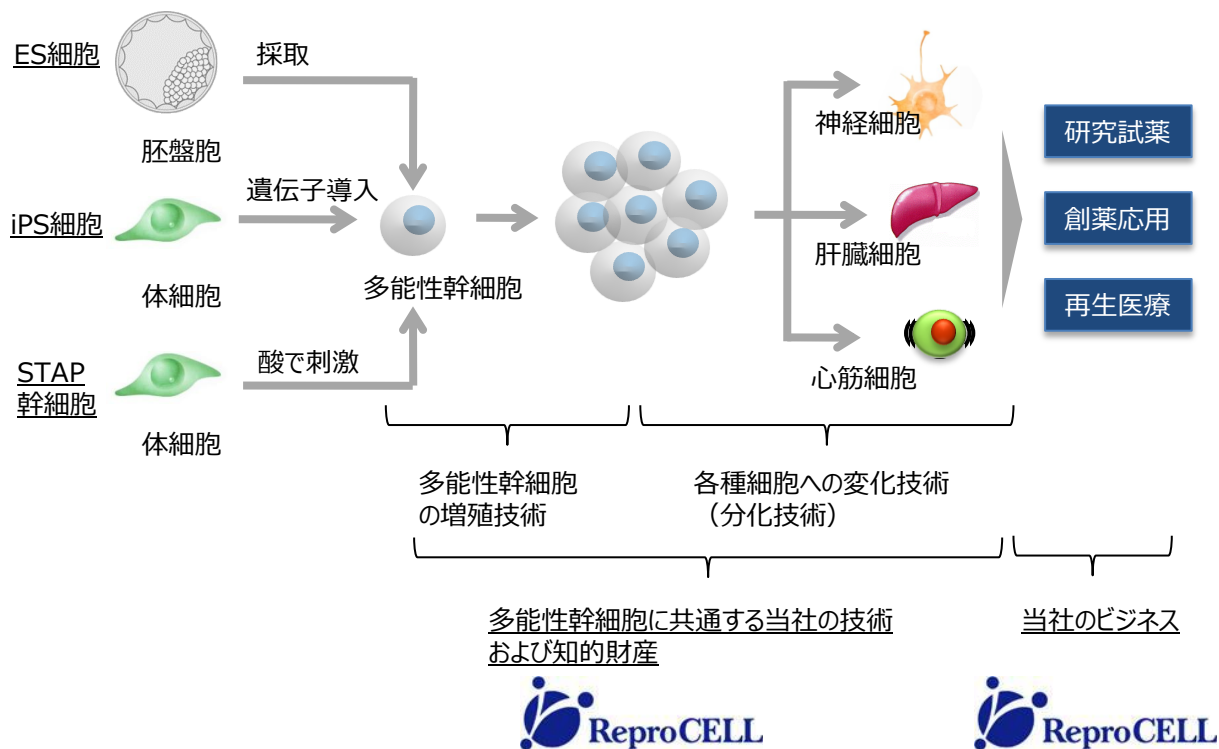 ES細胞
採取
胚盤胞
iPS細胞
遺伝子導入
体細胞
多能性幹細胞
STAP
幹細胞
酸で刺激
体細胞
神経細胞
肝臓細胞
心筋細胞
研究試薬
創薬応用
再生医療
多能性幹細胞
の増殖技術
各種細胞への変化技術
（分化技術）
多能性幹細胞に共通する当社の技術
および知的財産
当社のビジネス
ReproCELL
ReproCELL